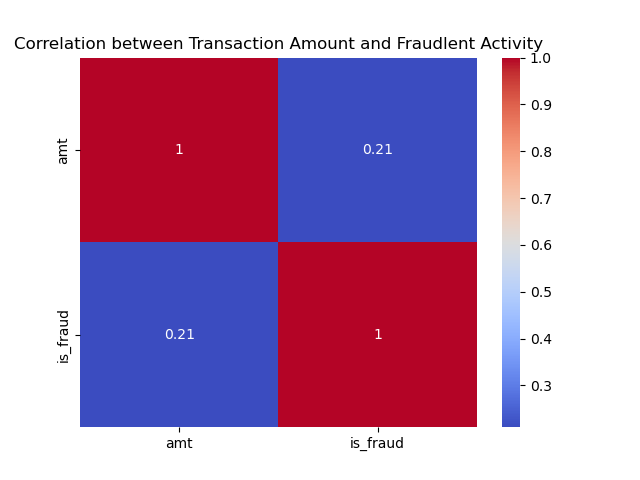 Correlation between Transaction Amount and Fraudlent Activity
amt
1
0.21
is_fraud
0.21
1
amt
is_fraud
1.0
0.9
0.8
0.7
0.6
0.5
0.4
0.3